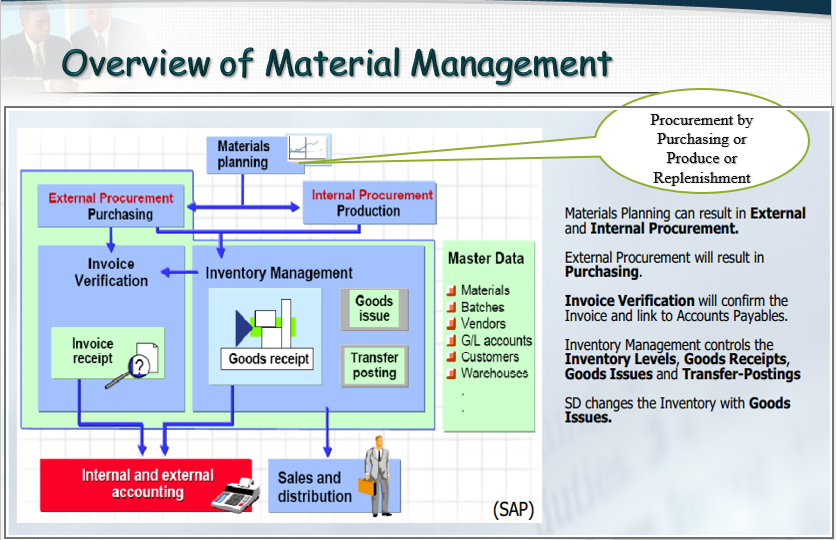 Overview of Material Management
Procurement by
Purchasing or
Produce or
Replenishment
Materials
planning
External Procurement
Purchasing
Internal Procurement
Production
Invoice
Verification
Inventory Management
Invoice
receipt
?
Goods receipt
Goods
issue
Transfer
posting
Master Data
Materials
Batches
Vendors
G/L accounts
Customers
Warehouses
.
.
Internal and external
accounting
Sales and
distribution
(SAP)
Materials Planning can result in External
and Internal Procurement.
External Procurement will result in
Purchasing.
Invoice Verification will confirm the
Invoice and link to Accounts Payables.
Inventory Management controls the
Inventory Levels, Goods Receipts,
Goods Issues and Transfer-Postings
SD changes the Inventory with Goods
Issues.